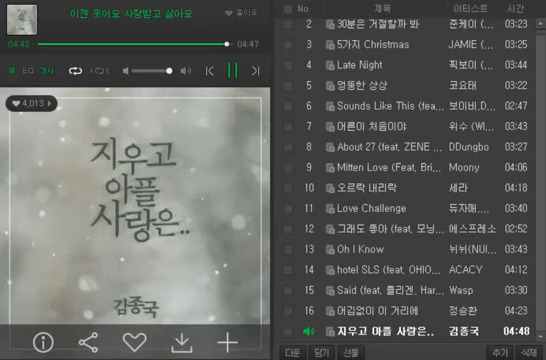 이젠 웃어요 사랑받고 살아요
좋아요
04:42
04:47
EQ 가사
4,013
지우고
아플
사랑은..
김종국
No 제목 아티스트 시간
2 30분은 거절할까 봐 준케이 (... 03:23
3 5가지 Christmas JAMIE (... 03:25
4 Late Night 픽보이 (... 03:44
5 엉뚱한 상상 코요태 03:22
6 Sounds Like This (fea,... 보이비,D... 02:47
7 어른이 처음이야 위수 (WI,... 03:43
8 About 27 (feat, ZENE ... DDungbo 03:27
9 Mitten Love (Feat, Bri... Moony 04:06
10 오르락 내리락 세라 04:18
11 Love Challenge 듀자매,... 03:40
12 그래도 좋아 (feat, 모닝... 에스프레소 02:52
13 Oh I Know 뉘뉘(NUI,... 03:43
14 hotel SLS (feat, OHIO... ACACY 04:12
15 Said (feat, 플리겐, Har... Wasp 03:30
16 어김없이 이 거리에 정승환 04:23
지우고 아플 사랑은.. 김종국 04:48
다운 담기 선물 추가 삭제